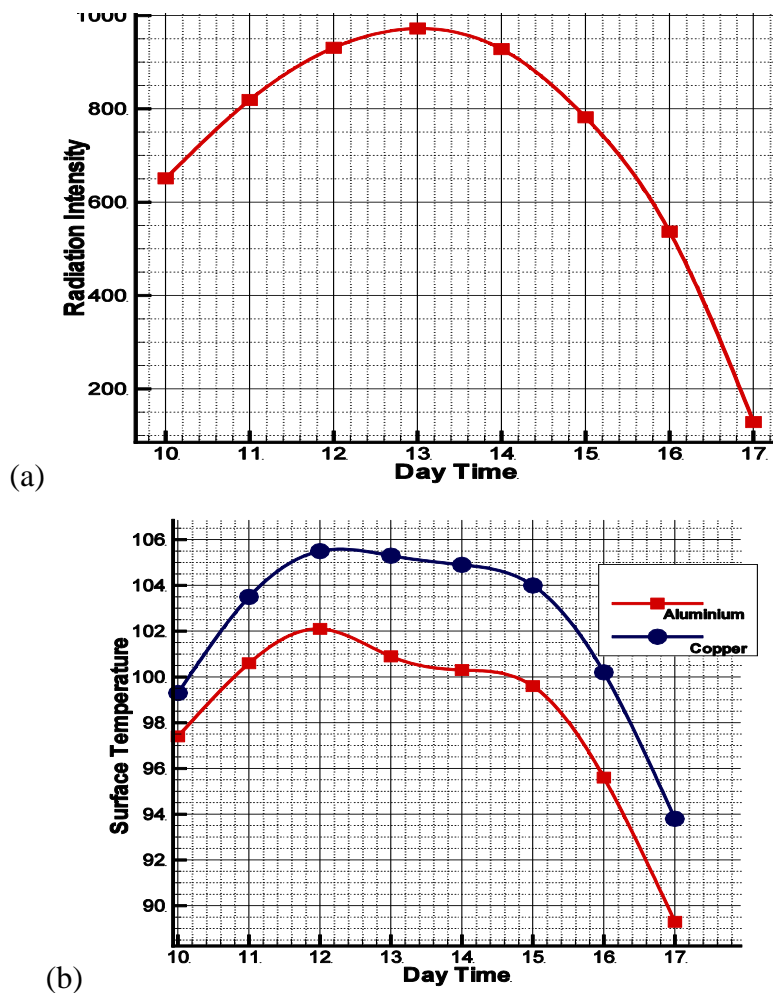 1000
800
600
400
200
Radiation Intensity
10. 11. 12. 13. 14. 15. 16. 17.
Day Time
(a)
106
104
102
100
98
96
94
92
90
Surface Temperature
Aluminium
Copper
10. 11. 12. 13. 14. 15. 16. 17.
Day Time
(b)